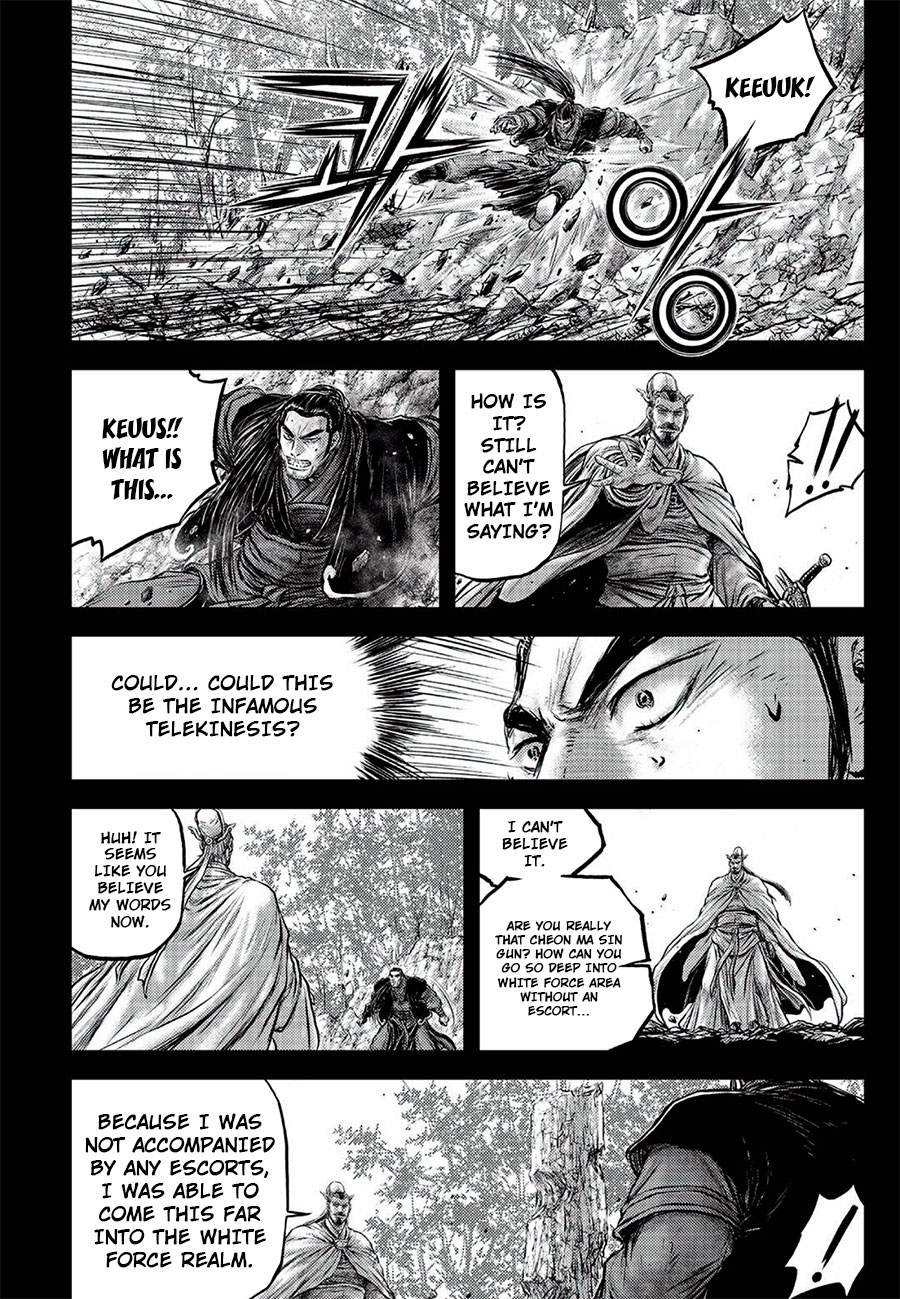 콰앙
KEEUUK!
KEUUS!!
WHAT IS
THIS...
HOW IS
IT?
STILL
CAN'T
BELIEVE
WHAT I'M
SAYING?
!!
COULD... COULD THIS
BE THE INFAMOUS
TELEKINESIS?
HUH! IT
SEEMS
LIKE YOU
BELIEVE
MY WORDS
NOW.
I CAN'T
BELIEVE
IT.
ARE YOU REALLY
THAT CHEON MA SIN
GUN? HOW CAN YOU
GO SO DEEP INTO
WHITE FORCE AREA
WITHOUT AN
ESCORT...
BECAUSE I WAS
NOT ACCOMPANIED
BY ANY ESCORTS,
I WAS ABLE TO
COME THIS FAR
INTO THE WHITE
FORCE REALM.
!!